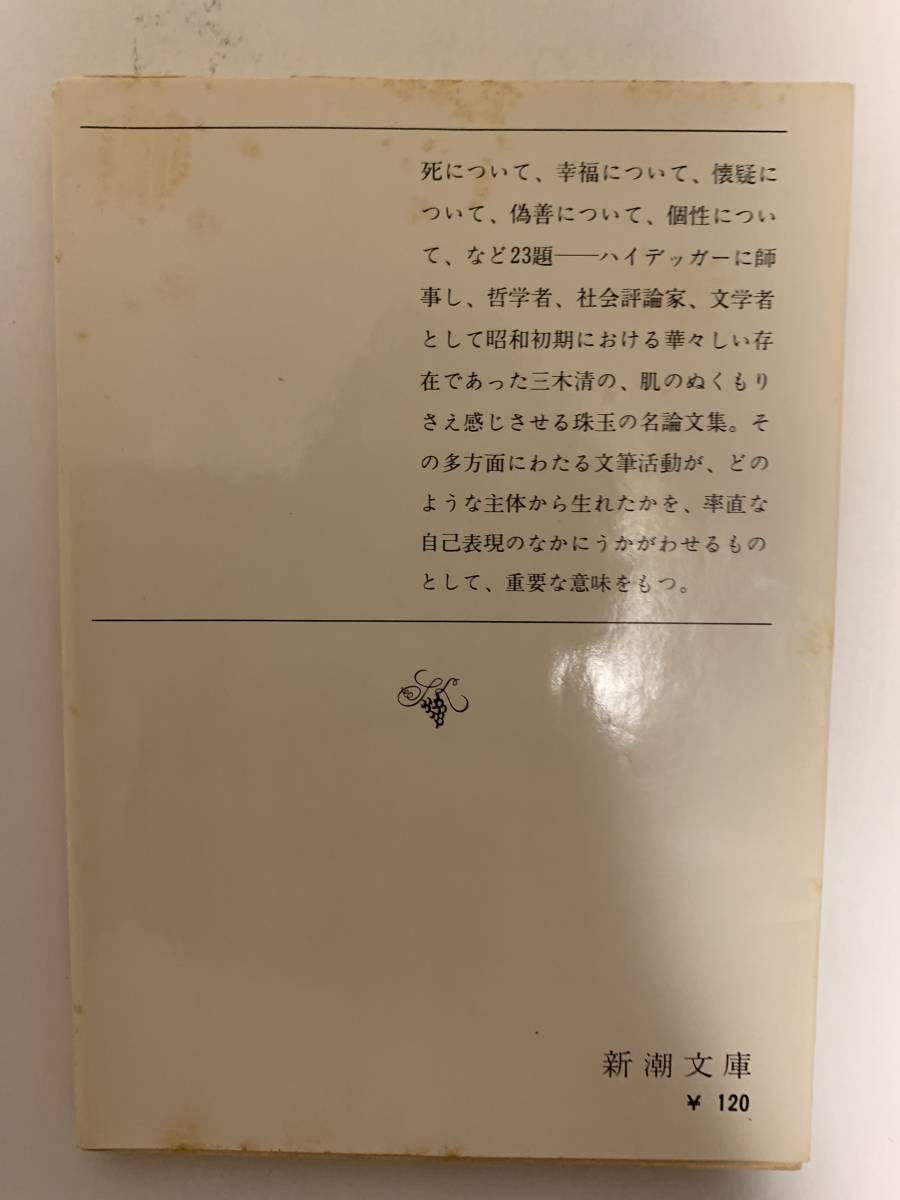 死について、幸福について、懐疑に
ついて、偽善について、個性につい
て、など23題──ハイデッガーに師
事し、哲学者、社会評論家、文学者
として昭和初期における華々しい存
在であった三木清の、肌のぬくもり
さえ感じさせる珠玉の名論文集。そ
の多方面にわたる文筆活動が、どの
ような主体から生れたかを、率直な
自己表現のなかにうかがわせるもの
として、重要な意味をもつ。
新潮文庫
¥ 120